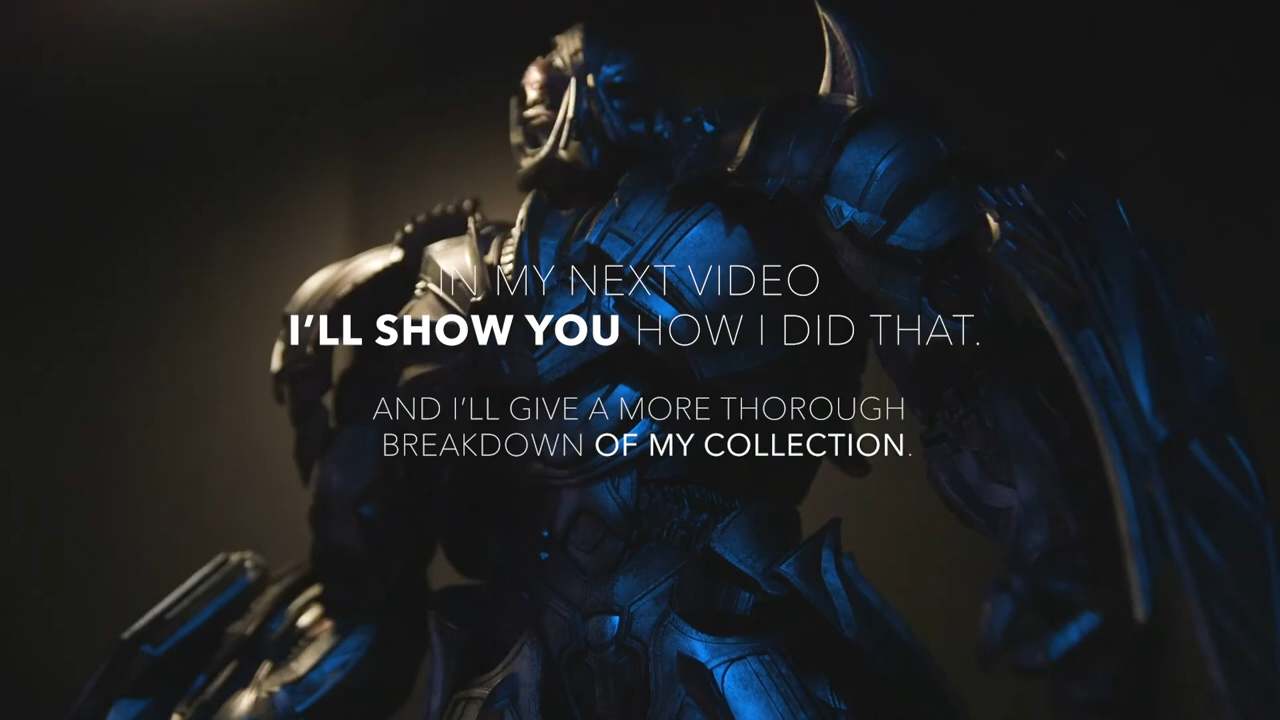 IN MY NEXT VIDEO
I'LL SHOW YOU HOW I DID THAT.
AND I'LL GIVE A MORE THOROUGH
BREAKDOWN OF MY COLLECTION.